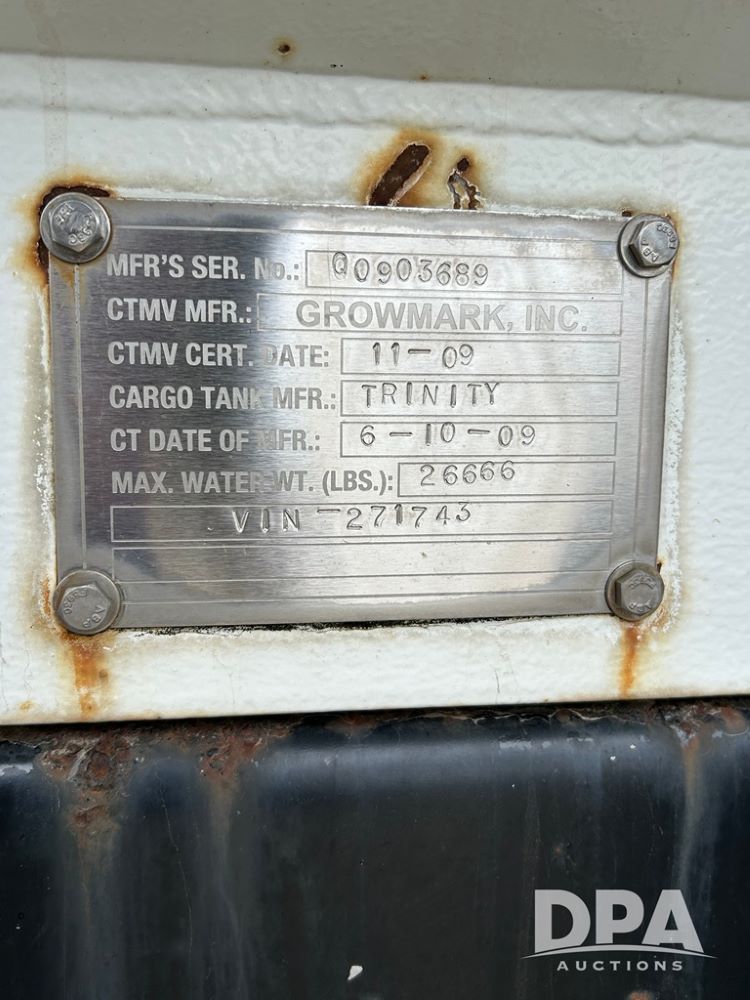 MFR'S SER. No.: Q0903689
CTMV MFR.: GROWMARK, INC.
CTMV CERT. DATE: 11-09
CARGO TANK MFR.: TRINITY
CT DATE OF MFR.: 6-10-09
MAX. WATER WT. (LBS.): 26666
VIN-271743
DPA
AUCTIONS